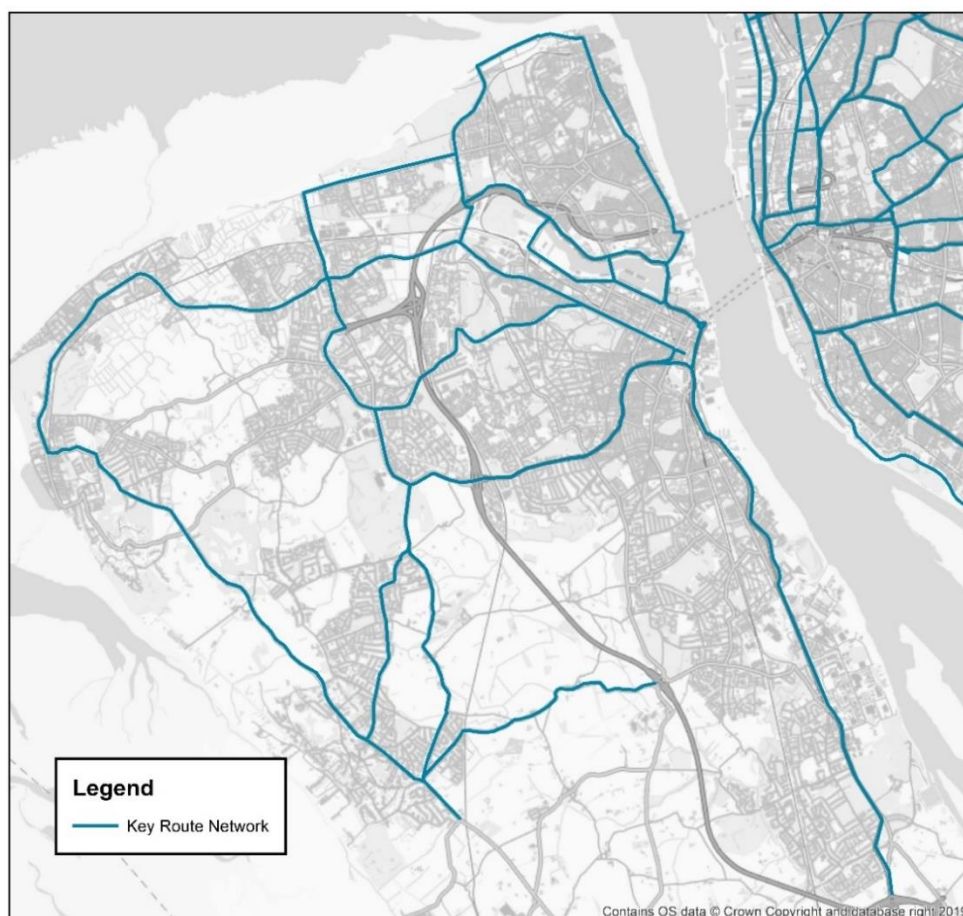 Legend
Key Route Network
Contains OS data © Crown Copyright and database right 2019